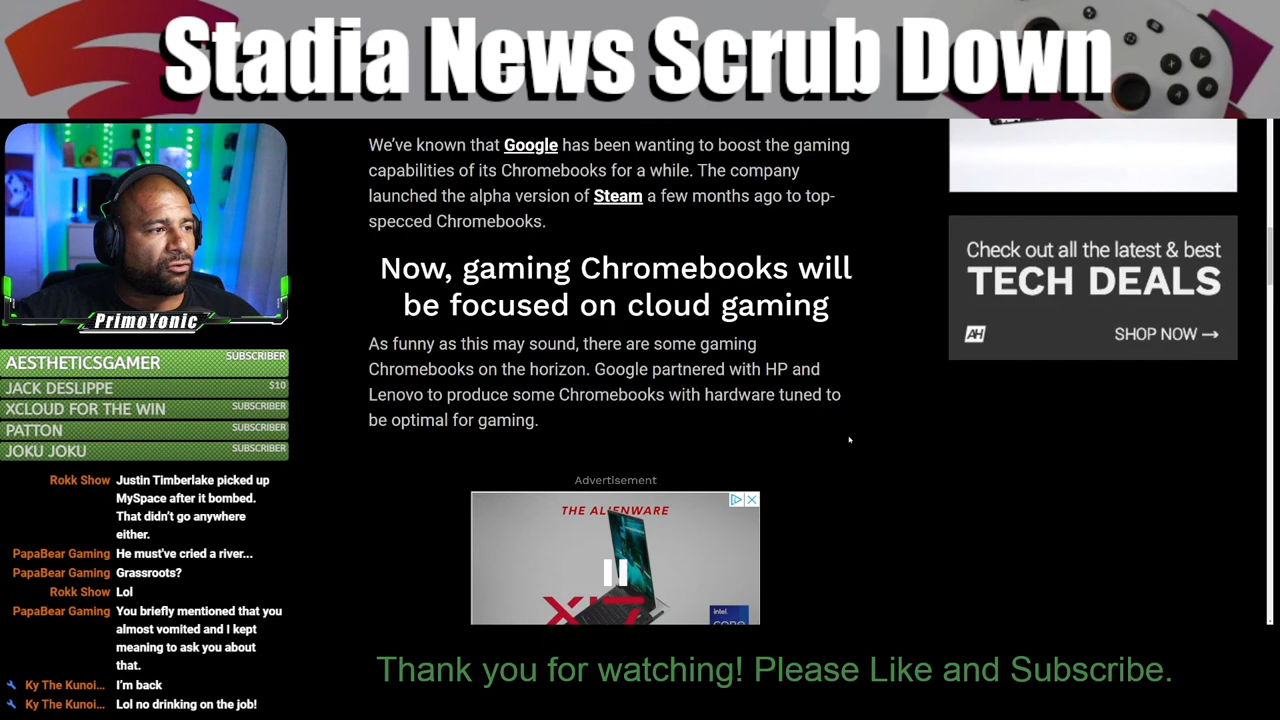 Stadia News Scrub Down
We’ve known that Google has been wanting to boost the gaming
capabilities of its Chromebooks for a while. The company
launched the alpha version of Steam a few months ago to top-
specced Chromebooks.
Now, gaming Chromebooks will
be focused on cloud gaming
As funny as this may sound, there are some gaming
Chromebooks on the horizon. Google partnered with HP and
Lenovo to produce some Chromebooks with hardware tuned to
be optimal for gaming.
Advertisement
THE ALIENWARE
intel.
Check out all the latest & best
TECH DEALS
AH SHOP NOW →
PrimoYonic
AESTHETICSGAMER SUBSCRIBER
JACK DESLIPPE $10
XCLOUD FOR THE WIN SUBSCRIBER
PATTON SUBSCRIBER
JOKU JOKU SUBSCRIBER
Rokk Show Justin Timberlake picked up
MySpace after it bombed.
That didn’t go anywhere
either.
PapaBear Gaming He must've cried a river...
PapaBear Gaming Grassroots?
Rokk Show Lol
PapaBear Gaming You briefly mentioned that you
almost vomited and I kept
meaning to ask you about
that.
Ky The Kunoi... I’m back
Ky The Kunoi... Lol no drinking on the job!
Thank you for watching! Please Like and Subscribe.